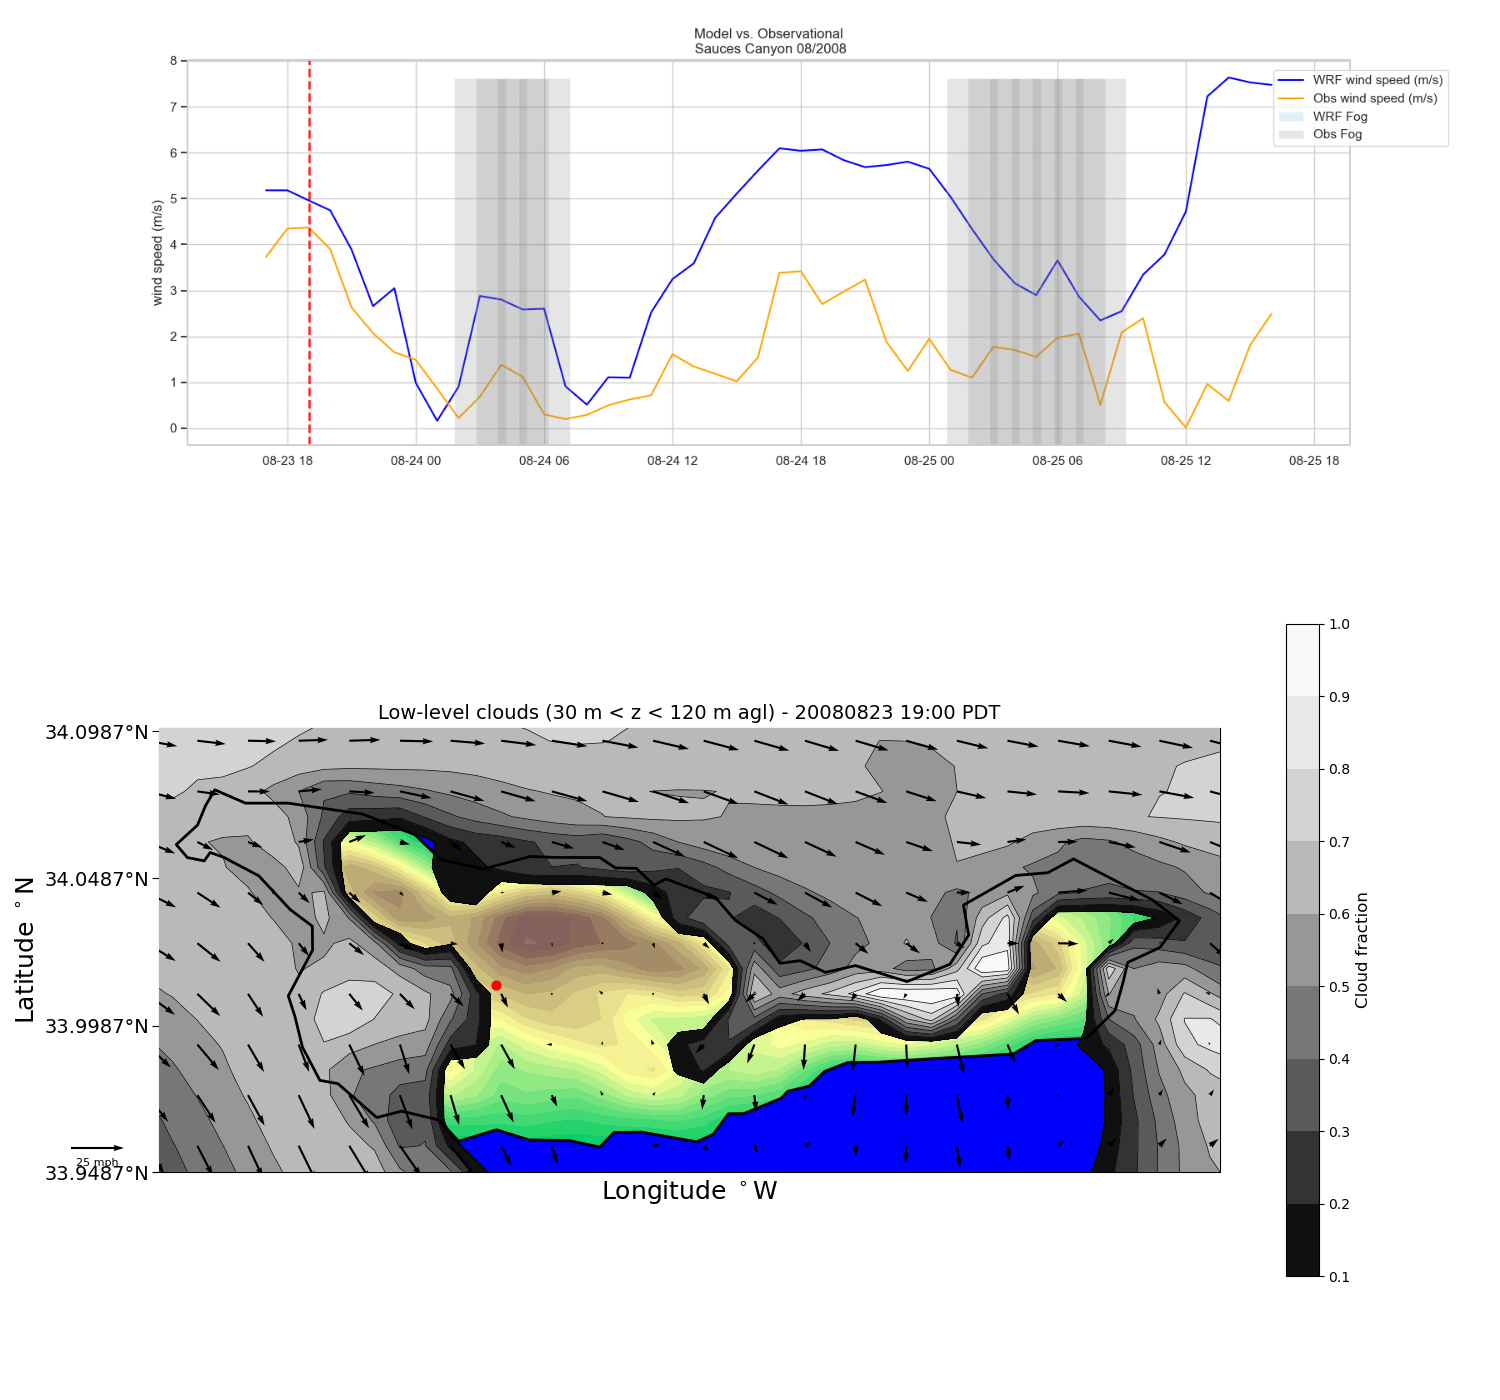 Model vs. Observational
Sauces Canyon 08/2008
8
7
6
5
4
3
2
1
0
wind speed (m/s)
WRF wind speed (m/s)
Obs wind speed (m/s)
WRF Fog
Obs Fog
08-23 18
08-24 00
08-24 06
08-24 12
08-24 18
08-25 00
08-25 06
08-25 12
08-25 18
Low-level clouds (30 m < z < 120 m agl) - 20080823 19:00 PDT
34.0987°N
34.0487°N
33.9987°N
33.9487°N
Latitude °N
25 mph
Longitude °W
1.0
0.9
0.8
0.7
0.6
0.5
0.4
0.3
0.2
0.1
Cloud fraction